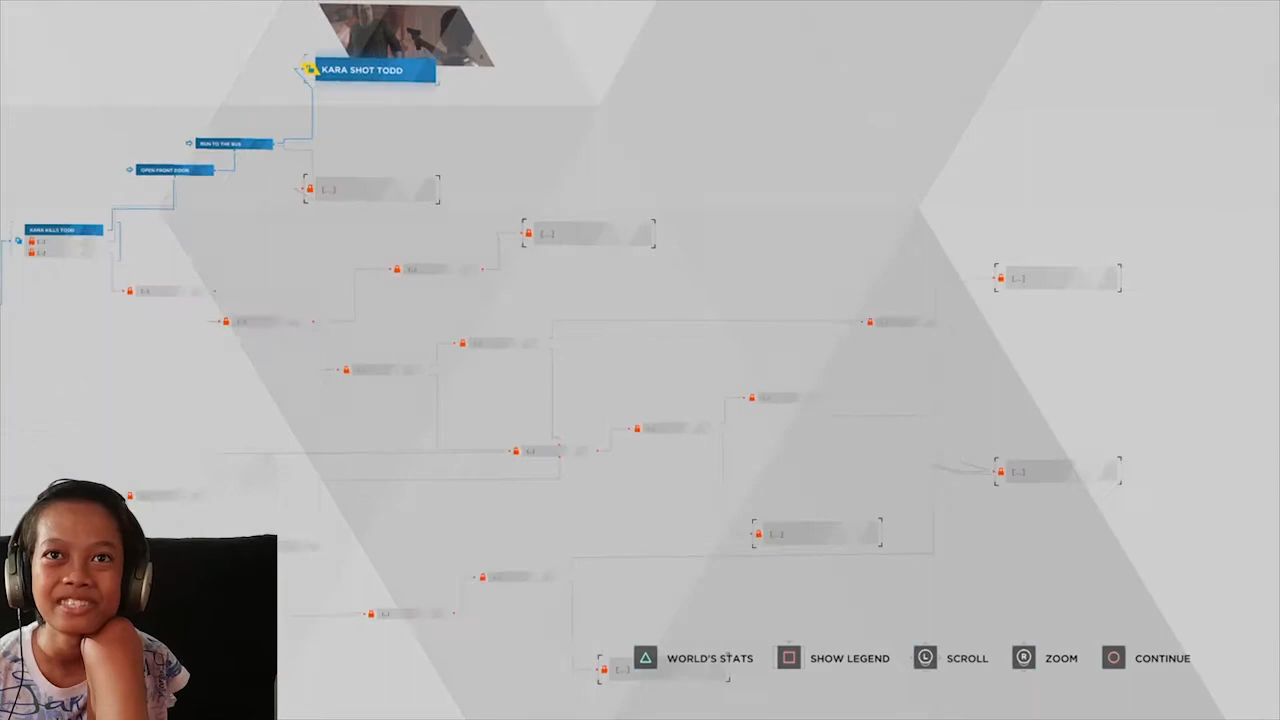 KARA SHOT TODD
RUN TO THE BUS
OPEN FRONT DOOR
[...]
KARA KILLS TODD
[...]
[...]
[...]
[...]
[...]
[...]
[...]
[...]
[...]
WORLD'S STATS
SHOW LEGEND
L
SCROLL
R
ZOOM
CONTINUE